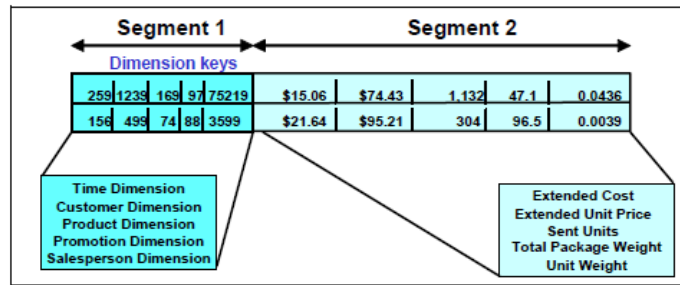 Segment 1 Segment 2
Dimension keys
259 1239 169 97 75219 $15.06 $74.43 1,132 47.1 0.0436
156 499 74 88 3599 $21.64 $95.21 304 96.5 0.0039
Time Dimension
Customer Dimension
Product Dimension
Promotion Dimension
Salesperson Dimension
Extended Cost
Extended Unit Price
Sent Units
Total Package Weight
Unit Weight